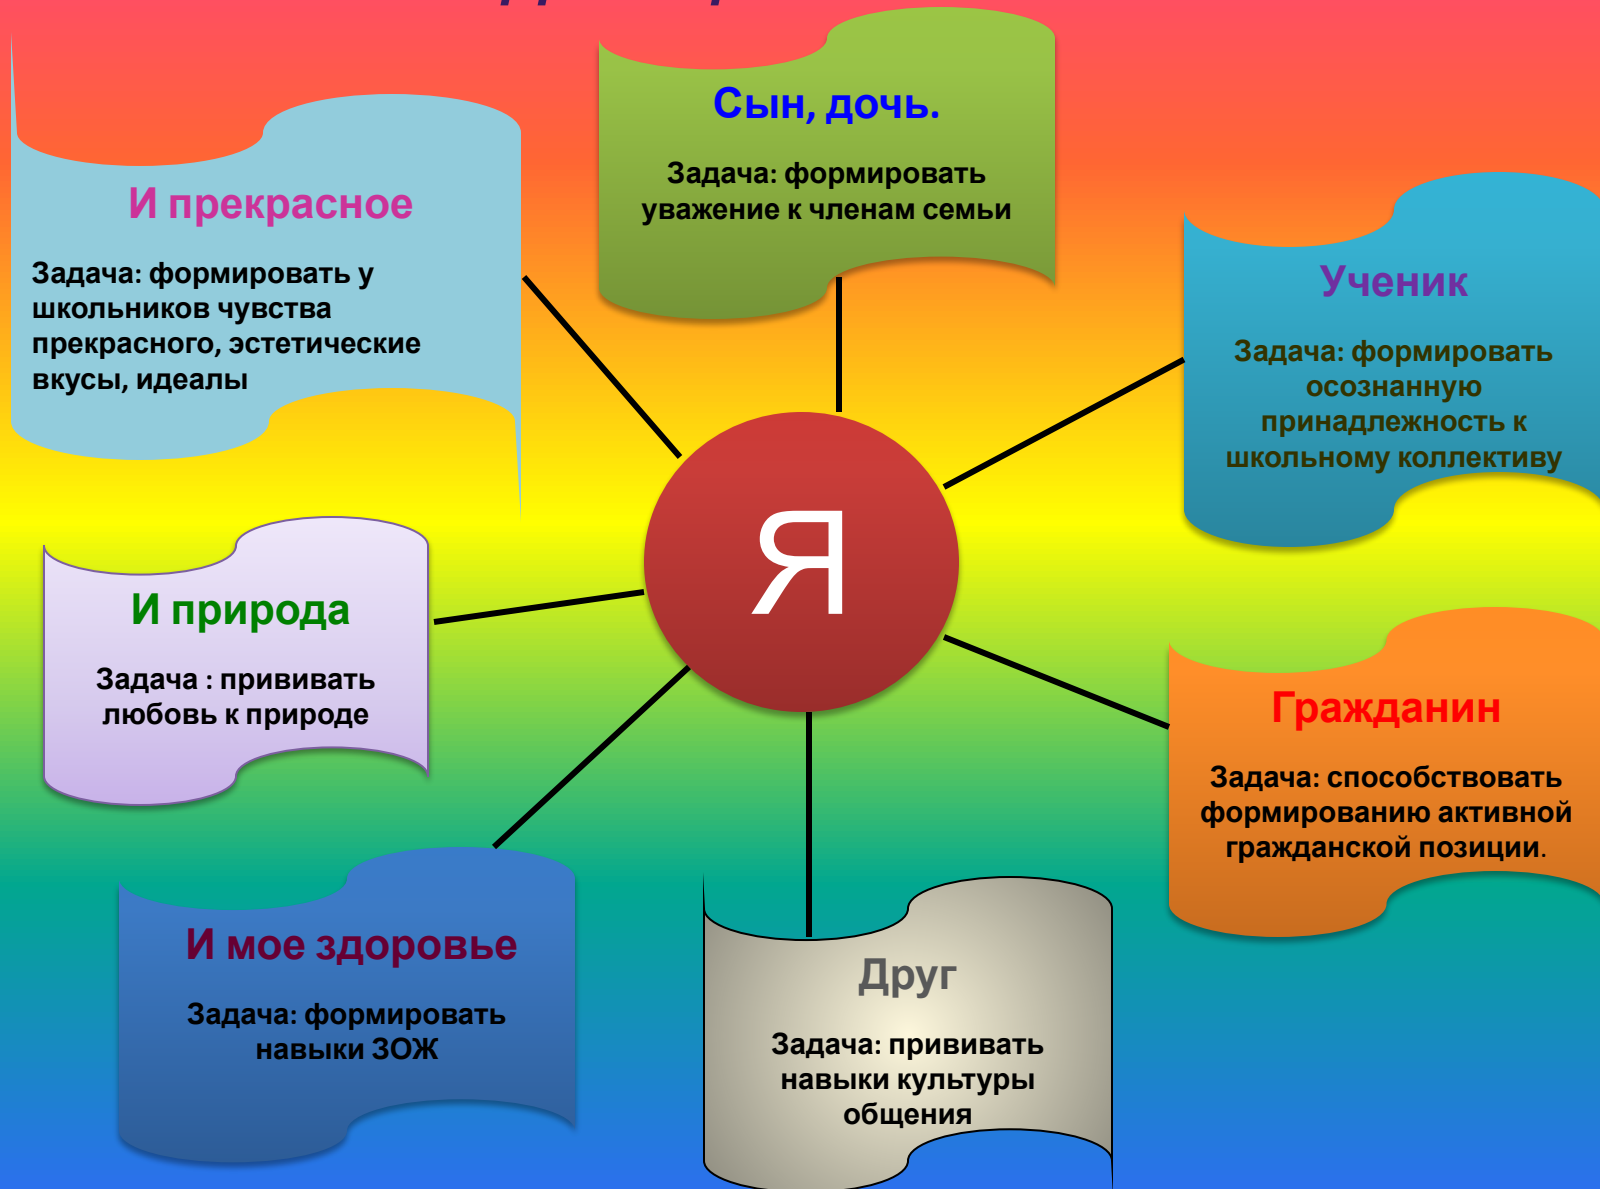 Сын, дочь.
Задача: формировать
уважение к членам семьи
И прекрасное
Задача: формировать у
школьников чувства
прекрасного, эстетические
вкусы, идеалы
Ученик
Задача: формировать
осознанную
принадлежность к
школьному коллективу
Я
И природа
Задача : прививать
любовь к природе
Гражданин
Задача: способствовать
формированию активной
гражданской позиции.
И мое здоровье
Задача: формировать
навыки ЗОЖ
Друг
Задача: прививать
навыки культуры
общения